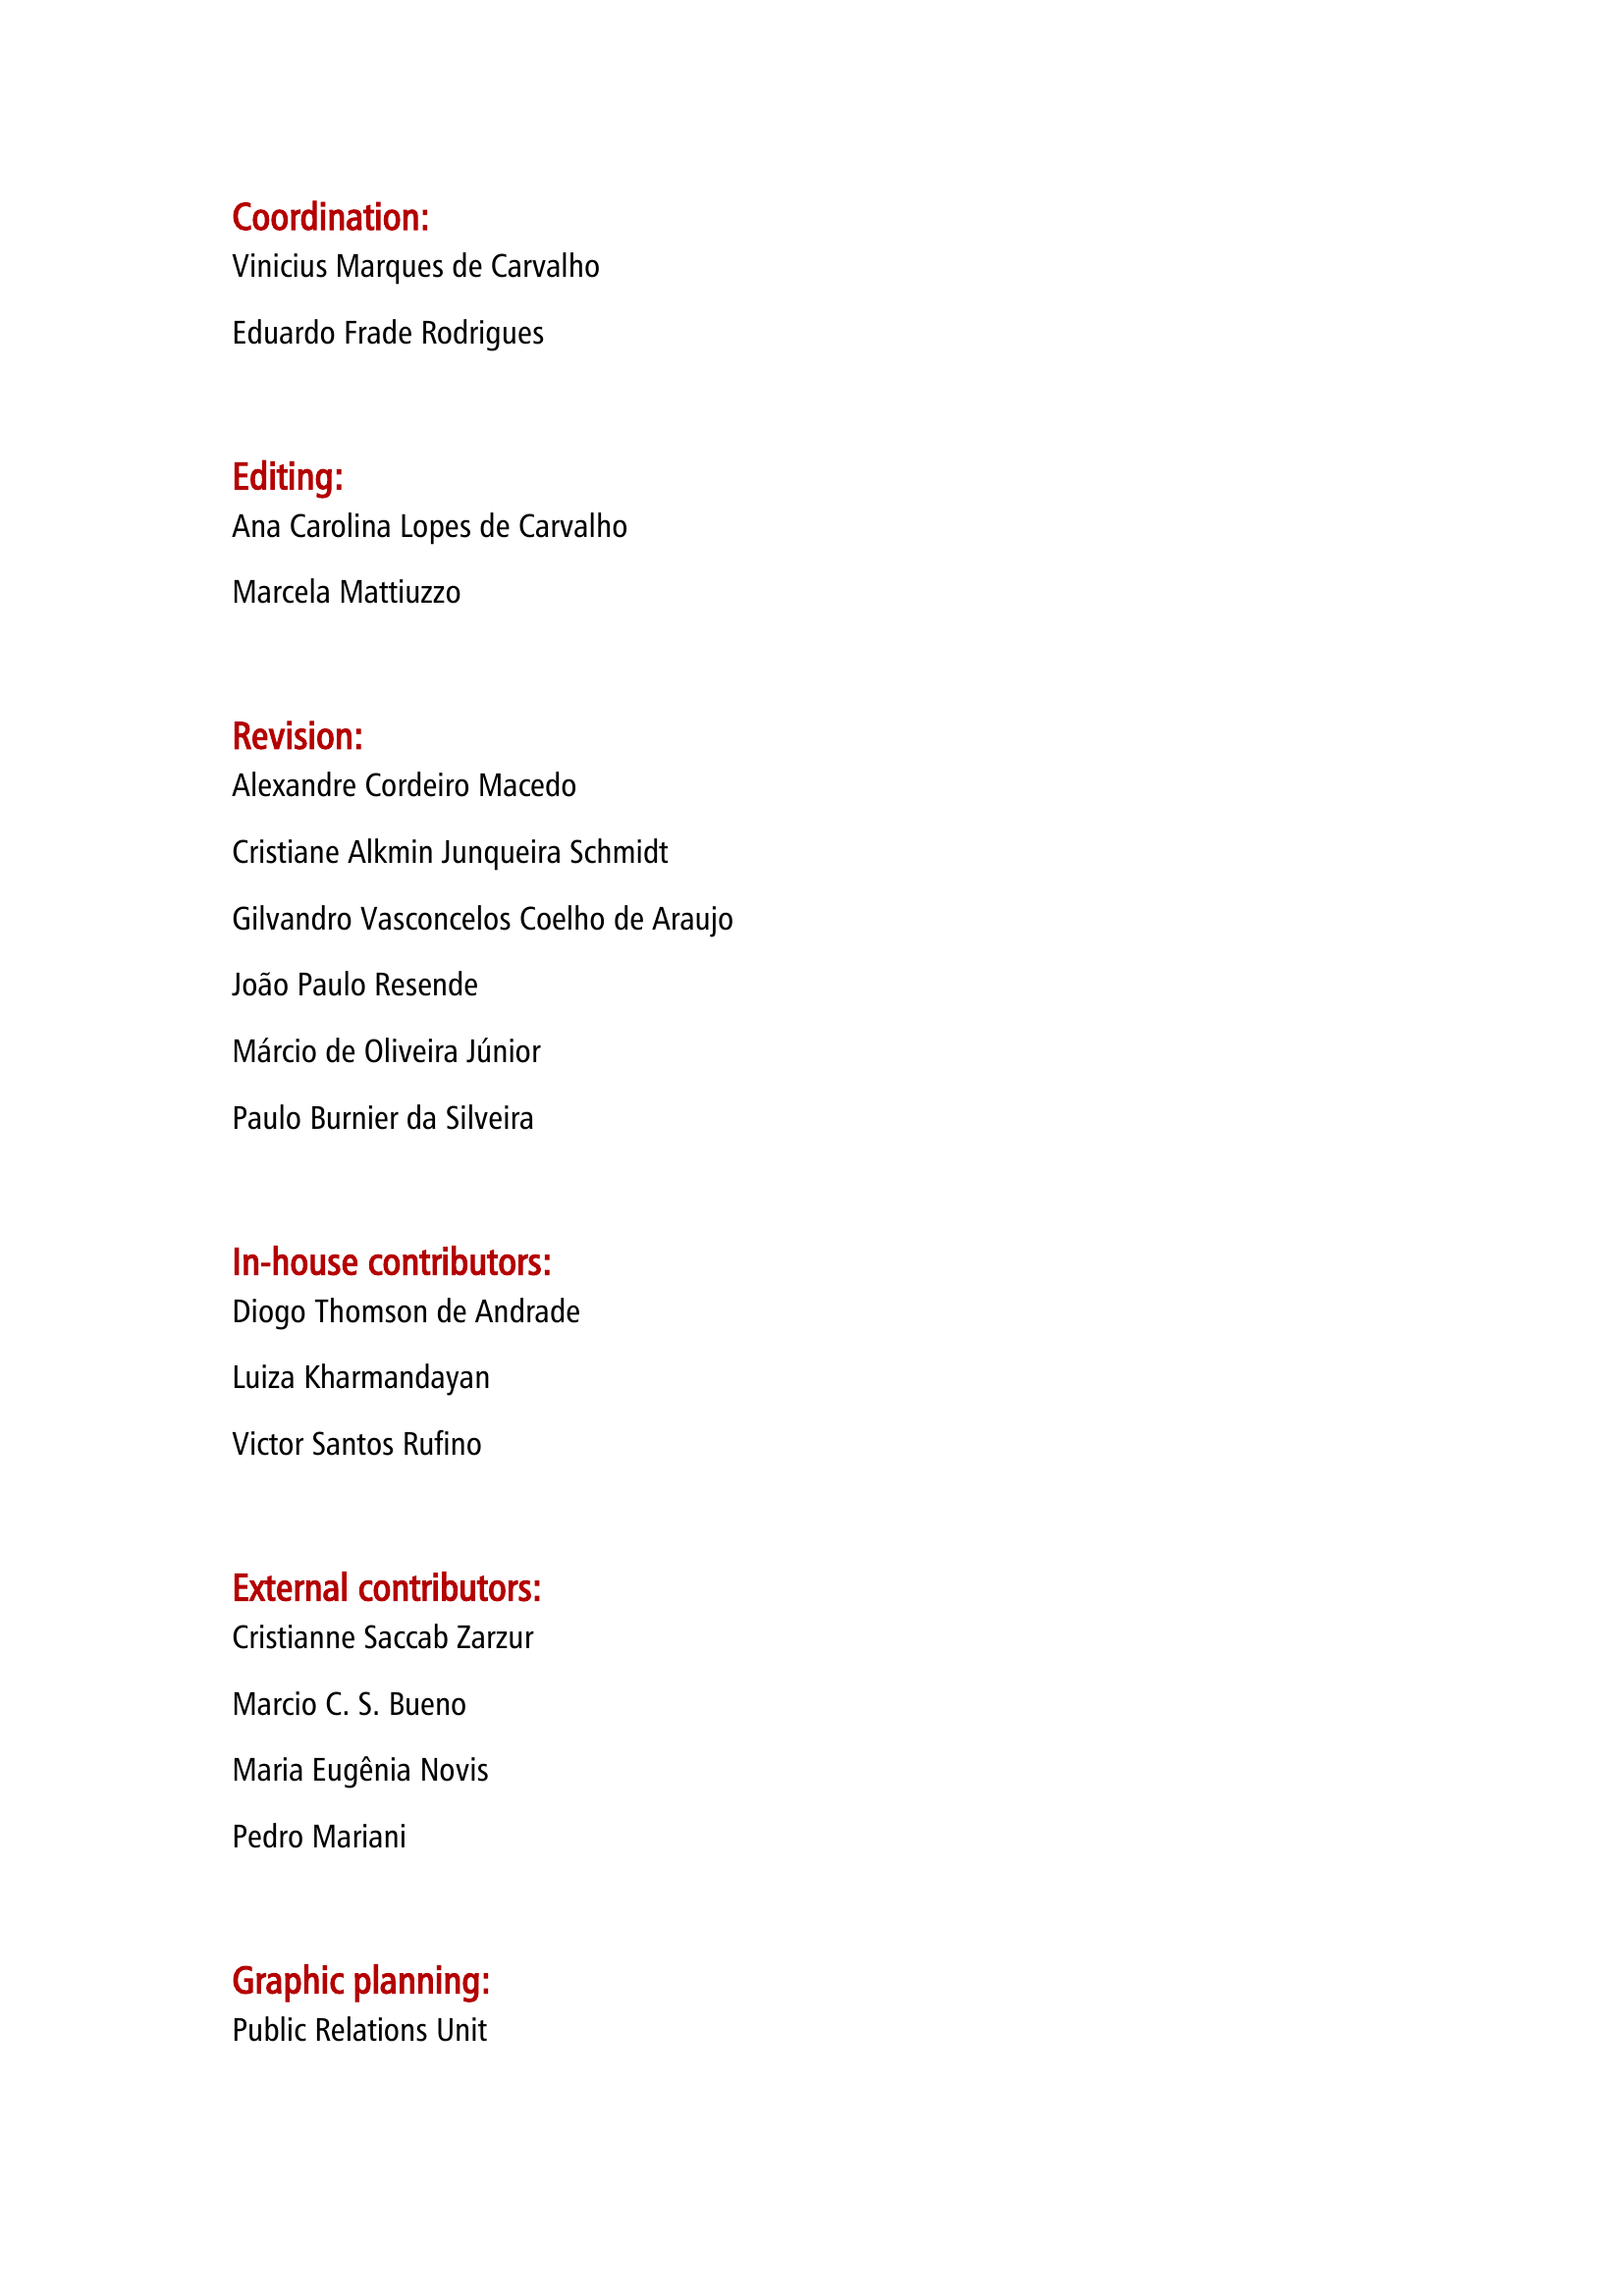 Coordination:
Vinicius Marques de Carvalho
Eduardo Frade Rodrigues
Editing:
Ana Carolina Lopes de Carvalho
Marcela Mattiuzzo
Revision:
Alexandre Cordeiro Macedo
Cristiane Alkmin Junqueira Schmidt
Gilvandro Vasconcelos Coelho de Araujo
João Paulo Resende
Márcio de Oliveira Júnior
Paulo Burnier da Silveira
In-house contributors:
Diogo Thomson de Andrade
Luiza Kharmandayan
Victor Santos Rufino
External contributors:
Cristianne Saccab Zarzur
Marcio C. S. Bueno
Maria Eugênia Novis
Pedro Mariani
Graphic planning:
Public Relations Unit